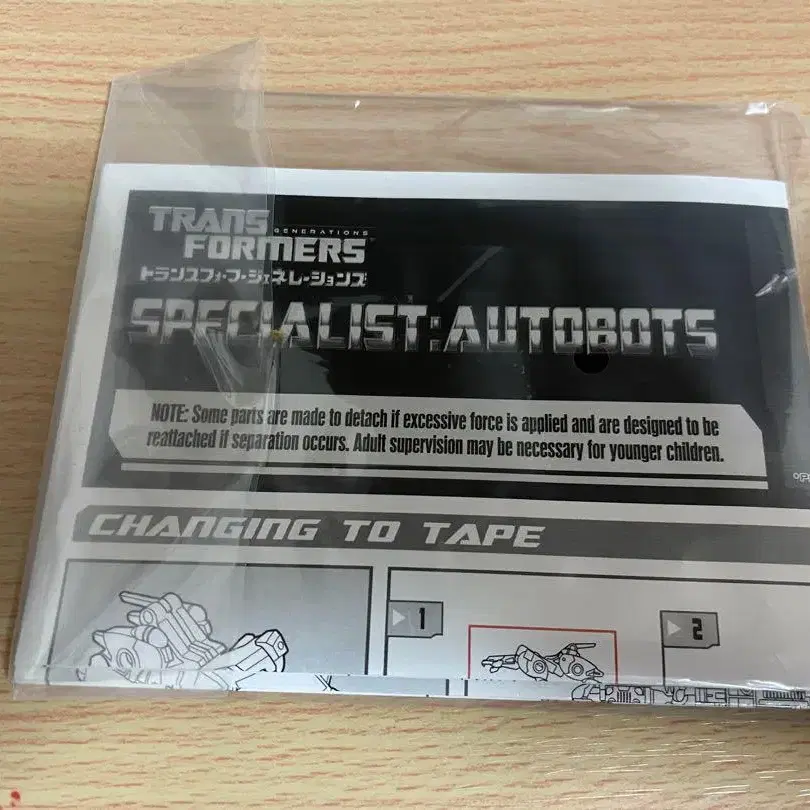 TRANS
GENERATIONS
FORMERS
トランスフォーマージェネレーションズ
SPECIALIST:AUTOBOTS
NOTE: Some parts are made to detach if excessive force is applied and are designed to be
reattached if separation occurs. Adult supervision may be necessary for younger children.
CHANGING TO TAPE
1
2